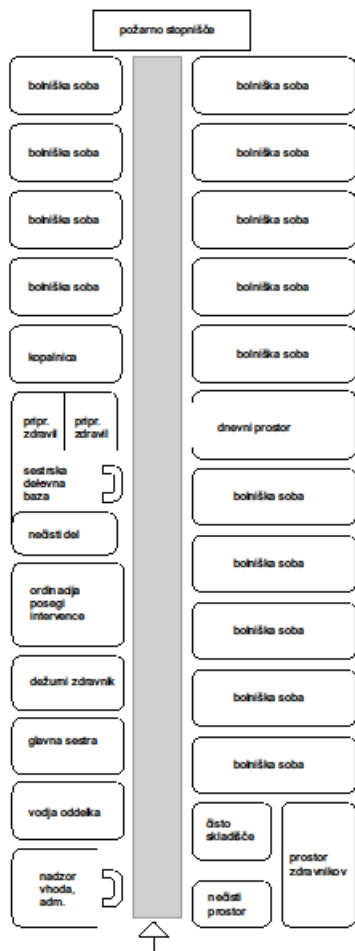 požarno stopnišče
bolniška soba
bolniška soba
bolniška soba
bolniška soba
bolniška soba
bolniška soba
bolniška soba
bolniška soba
kopalnica
bolniška soba
pripr.
zdravil
pripr.
zdravil
dnevni prostor
sestrska
delovna
baza
bolniška soba
nečisti del
bolniška soba
ordinacija
posegi
intervence
bolniška soba
dežurni zdravnik
bolniška soba
glavna sestra
bolniška soba
vodja oddelka
čisto
skladišče
prostor
zdravnikov
nadzor
vhoda,
adm.
nečisti
prostor